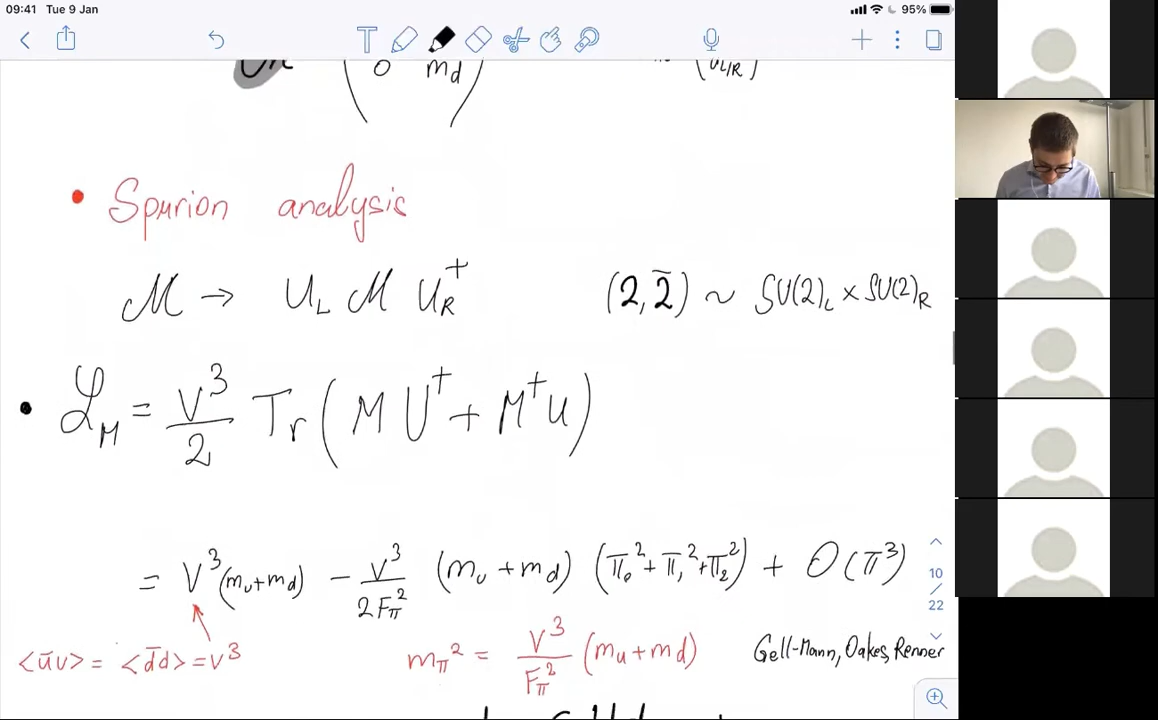 09:41 Tue 9 Jan 95%
0 m_d
• Spurion analysis
ℳ → U_L ℳ U_R^† (2, 2̄) ~ SU(2)_L × SU(2)_R
• ℒ_M = V^3/2 Tr (M U^† + M^† U)
= V^3 (m_u + m_d) − V^3/2F_π^2 (m_u + m_d) (π_0^2 + π_1^2 + π_2^2) + O(π^3)
<ūu> = <d̄d> = V^3 m_π^2 = V^3/F_π^2 (m_u + m_d) Gell-Mann, Oakes, Renner
10
/
22